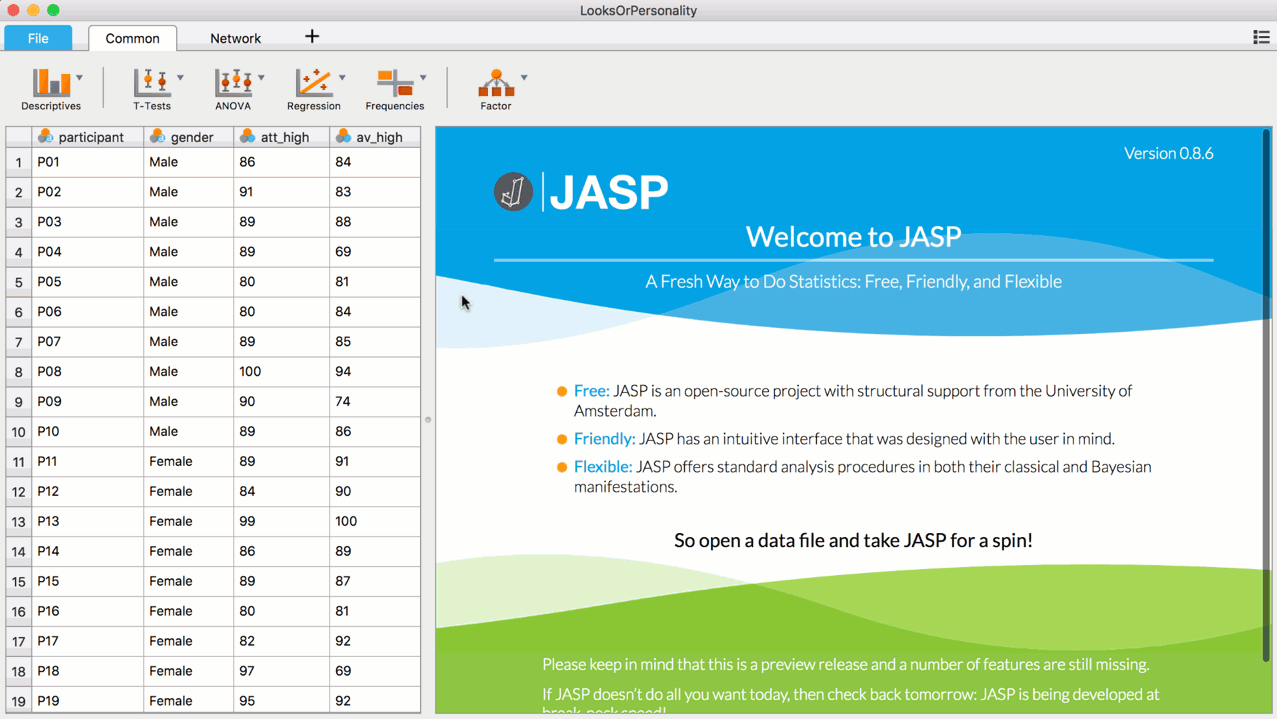 LooksOrPersonality
File Common Network +
Descriptives T-Tests ANOVA Regression Frequencies Factor
participant gender att_high av_high
1 P01 Male 86 84
2 P02 Male 91 83
3 P03 Male 89 88
4 P04 Male 89 69
5 P05 Male 80 81
6 P06 Male 80 84
7 P07 Male 89 85
8 P08 Male 100 94
9 P09 Male 90 74
10 P10 Male 89 86
11 P11 Female 89 91
12 P12 Female 84 90
13 P13 Female 99 100
14 P14 Female 86 89
15 P15 Female 89 87
16 P16 Female 80 81
17 P17 Female 82 92
18 P18 Female 97 69
19 P19 Female 95 92
Version 0.8.6
JASP
Welcome to JASP
A Fresh Way to Do Statistics: Free, Friendly, and Flexible
Free: JASP is an open-source project with structural support from the University of
Amsterdam.
Friendly: JASP has an intuitive interface that was designed with the user in mind.
Flexible: JASP offers standard analysis procedures in both their classical and Bayesian
manifestations.
So open a data file and take JASP for a spin!
Please keep in mind that this is a preview release and a number of features are still missing.
If JASP doesn't do all you want today, then check back tomorrow: JASP is being developed at
break-neck speed!